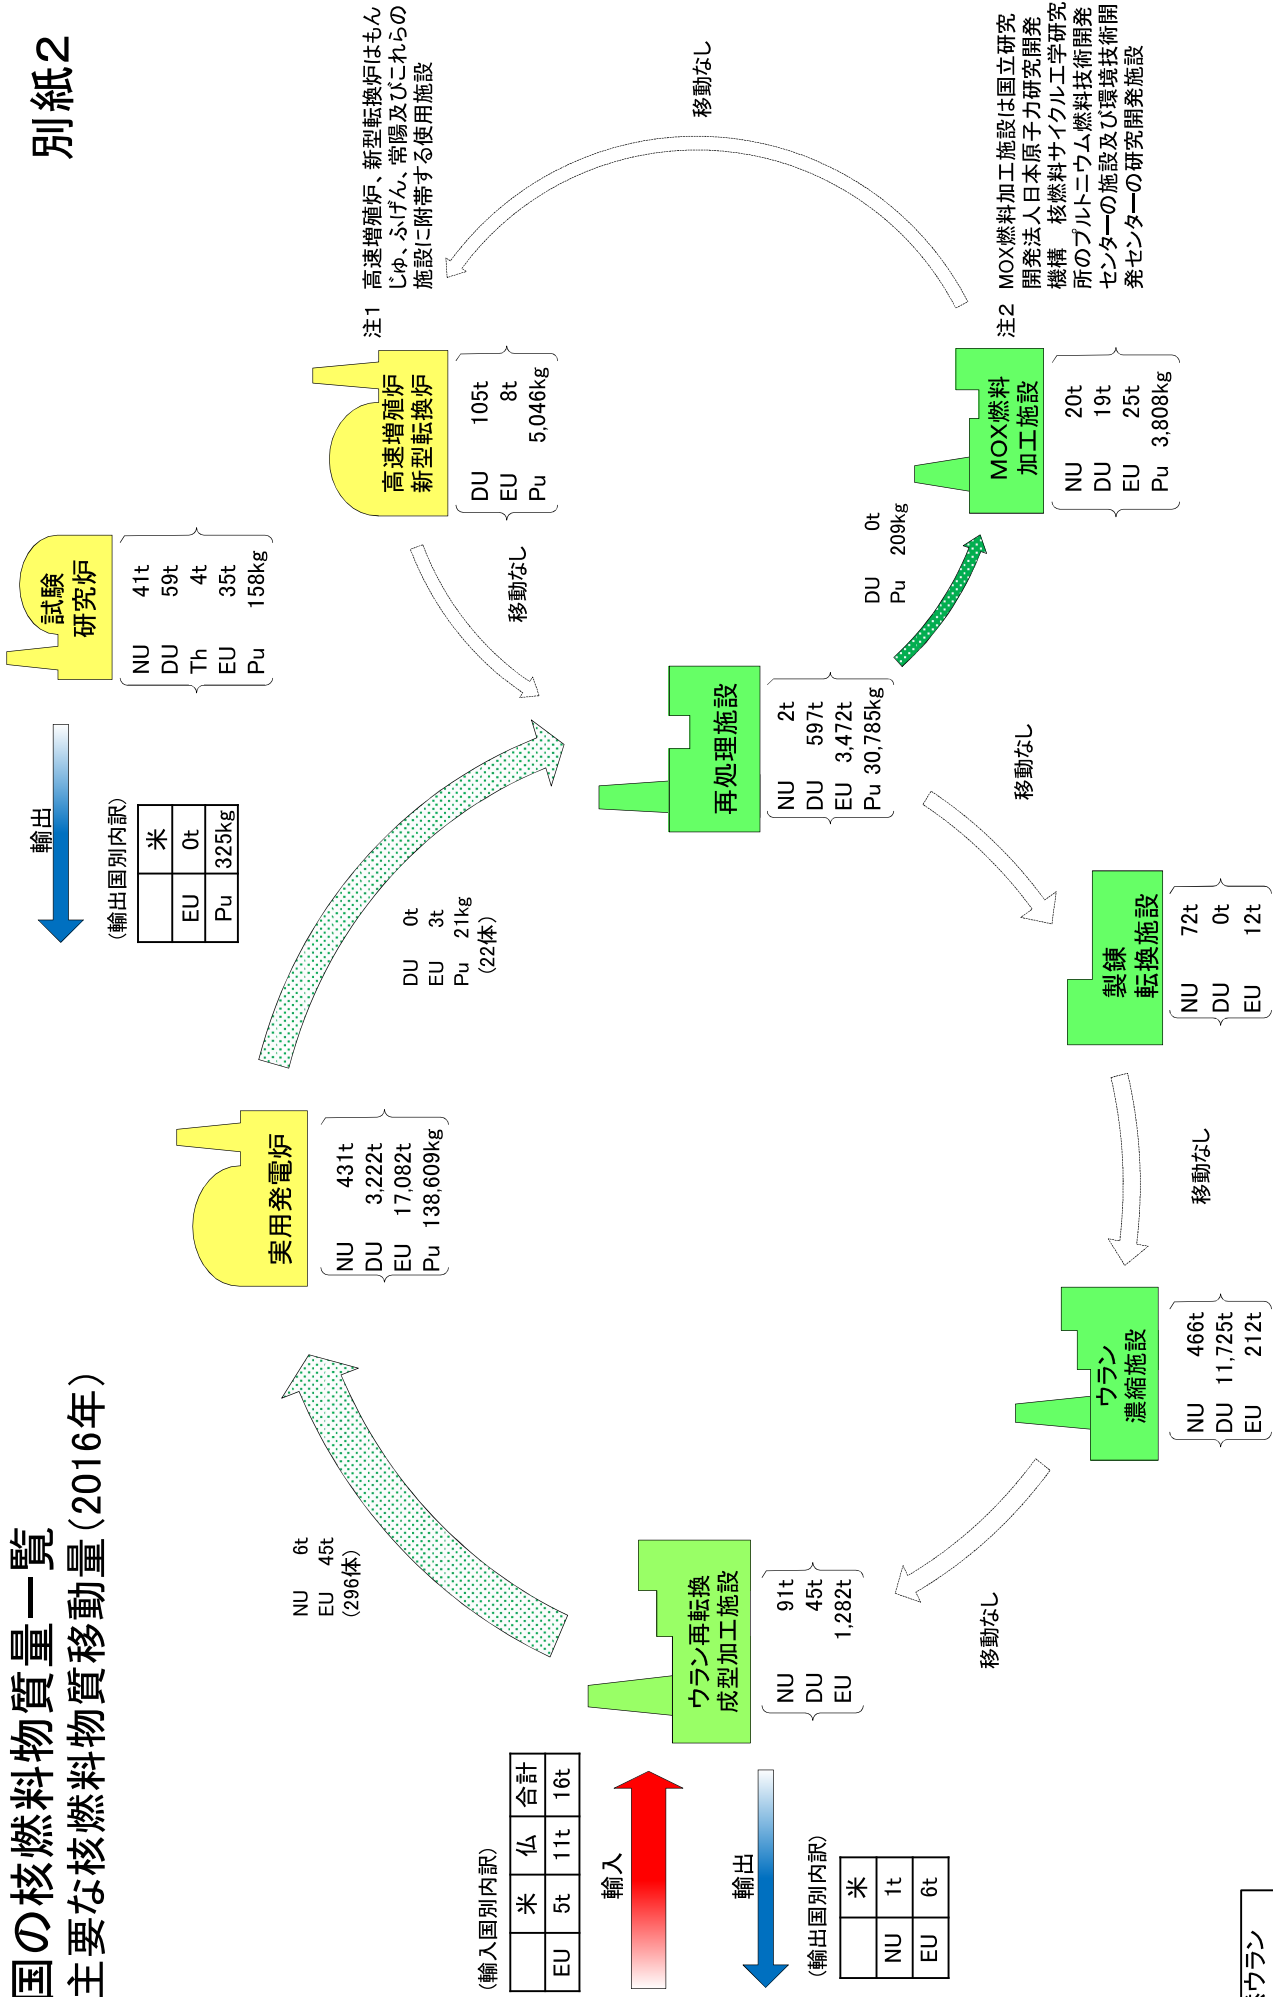 別紙2
国の核燃料物質量一覧
主要な核燃料物質移動量(2016年)
輸出
(輸出国別内訳)
米
EU 0t
Pu 325kg
試験
研究炉
NU 41t
DU 59t
Th 4t
EU 35t
Pu 158kg
実用発電炉
NU 431t
DU 3,222t
EU 17,082t
Pu 138,609kg
高速増殖炉
新型転換炉
DU 105t
EU 8t
Pu 5,046kg
注1 高速増殖炉、新型転換炉はもん
じゅ、ふげん、常陽及びこれらの
施設に附帯する使用施設
NU 6t
EU 45t
(296体)
DU 0t
EU 3t
Pu 21kg
(22体)
移動なし
移動なし
(輸入国別内訳)
米 仏 合計
EU 5t 11t 16t
輸入
輸出
(輸出国別内訳)
米
NU 1t
EU 6t
ウラン再転換
成型加工施設
NU 91t
DU 45t
EU 1,282t
再処理施設
NU 2t
DU 597t
EU 3,472t
Pu 30,785kg
DU 0t
Pu 209kg
MOX燃料
加工施設
NU 20t
DU 19t
EU 25t
Pu 3,808kg
注2 MOX燃料加工施設は国立研究
開発法人日本原子力研究開発
機構 核燃料サイクル工学研究
所のプルトニウム燃料技術開発
センターの施設及び環境技術開
発センターの研究開発施設
移動なし
移動なし
移動なし
ウラン
濃縮施設
NU 466t
DU 11,725t
EU 212t
製錬
転換施設
NU 72t
DU 0t
EU 12t
ウラン